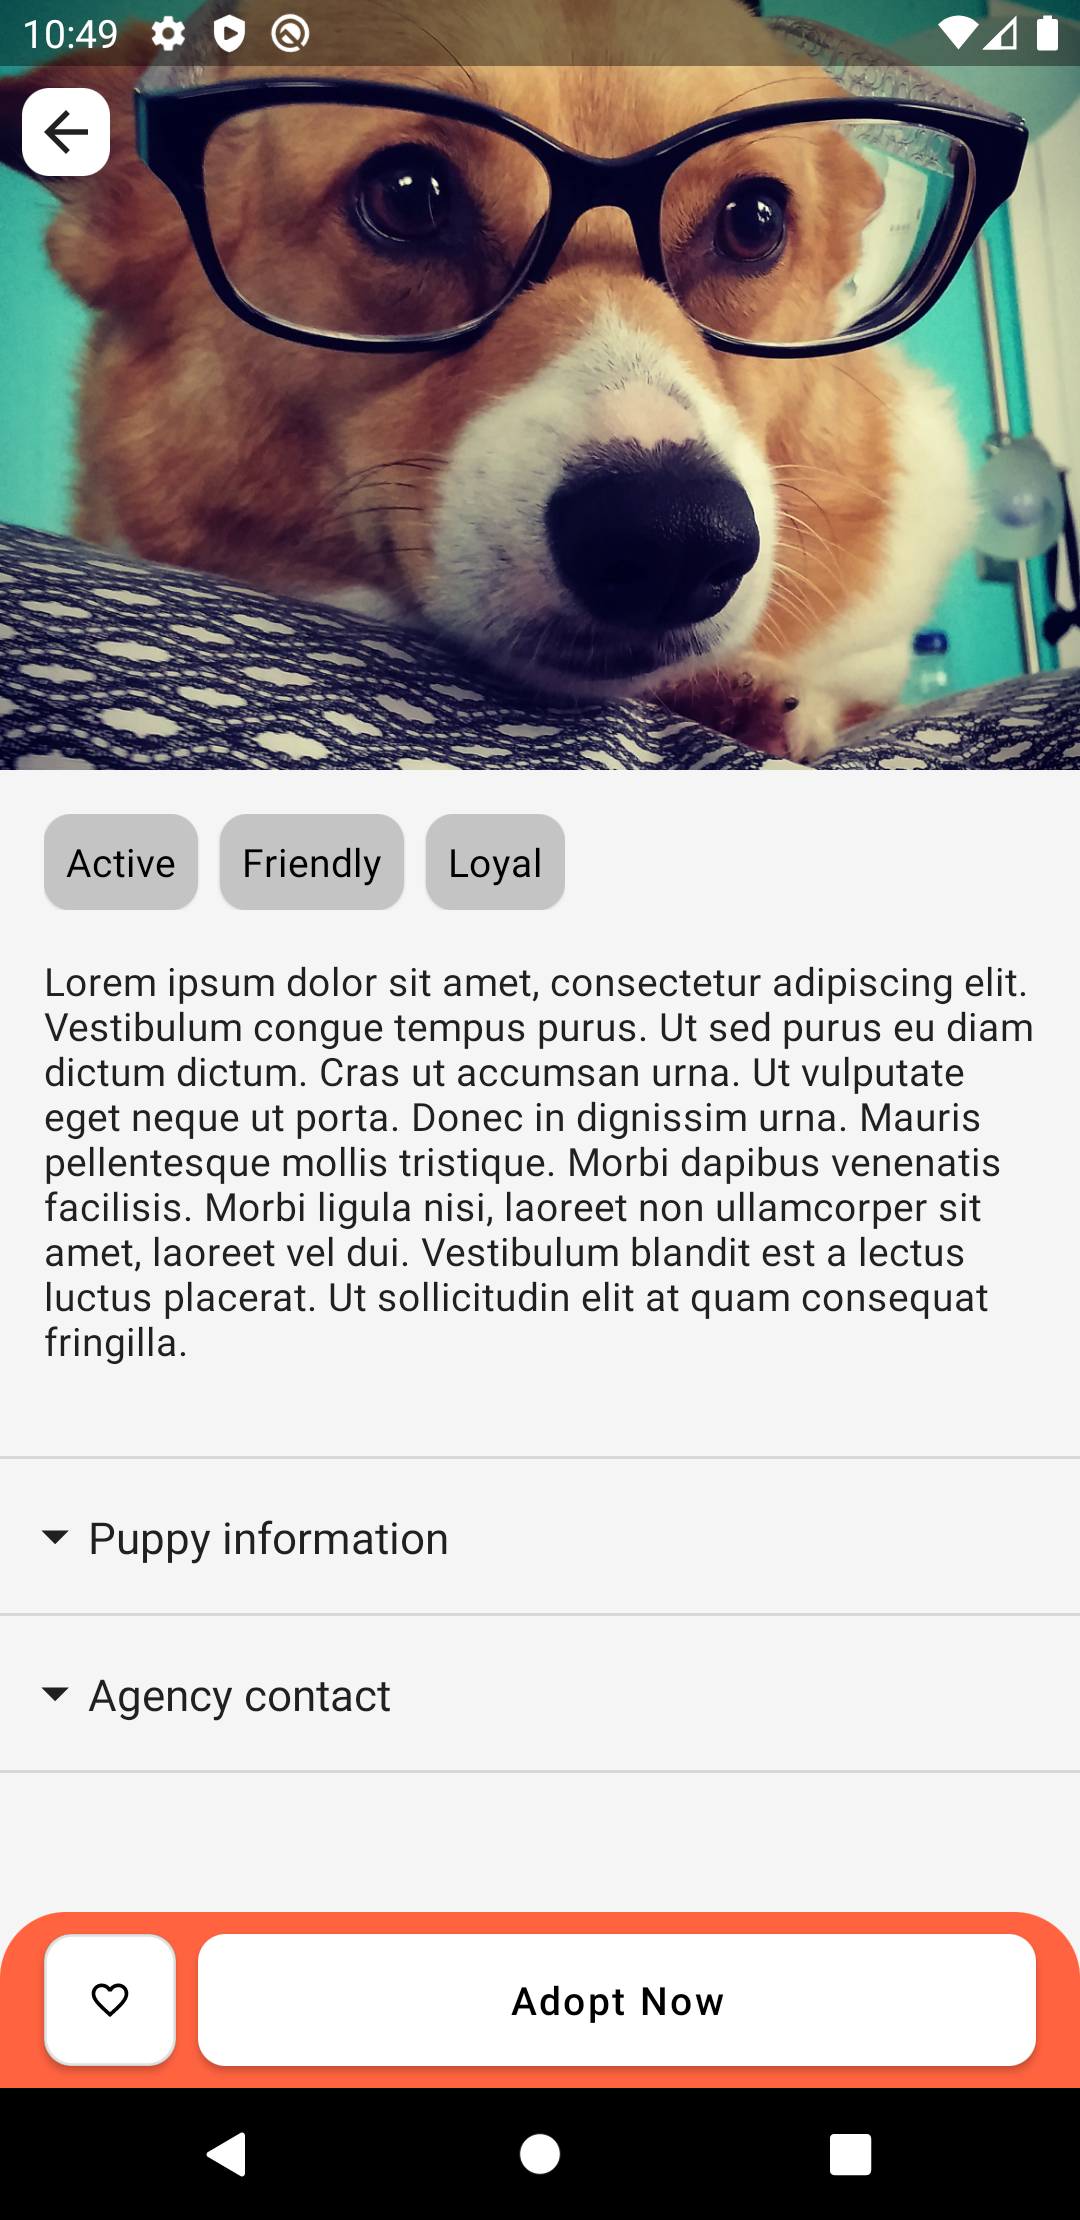 10:49
Active Friendly Loyal
Lorem ipsum dolor sit amet, consectetur adipiscing elit.
Vestibulum congue tempus purus. Ut sed purus eu diam
dictum dictum. Cras ut accumsan urna. Ut vulputate
eget neque ut porta. Donec in dignissim urna. Mauris
pellentesque mollis tristique. Morbi dapibus venenatis
facilisis. Morbi ligula nisi, laoreet non ullamcorper sit
amet, laoreet vel dui. Vestibulum blandit est a lectus
luctus placerat. Ut sollicitudin elit at quam consequat
fringilla.
Puppy information
Agency contact
Adopt Now